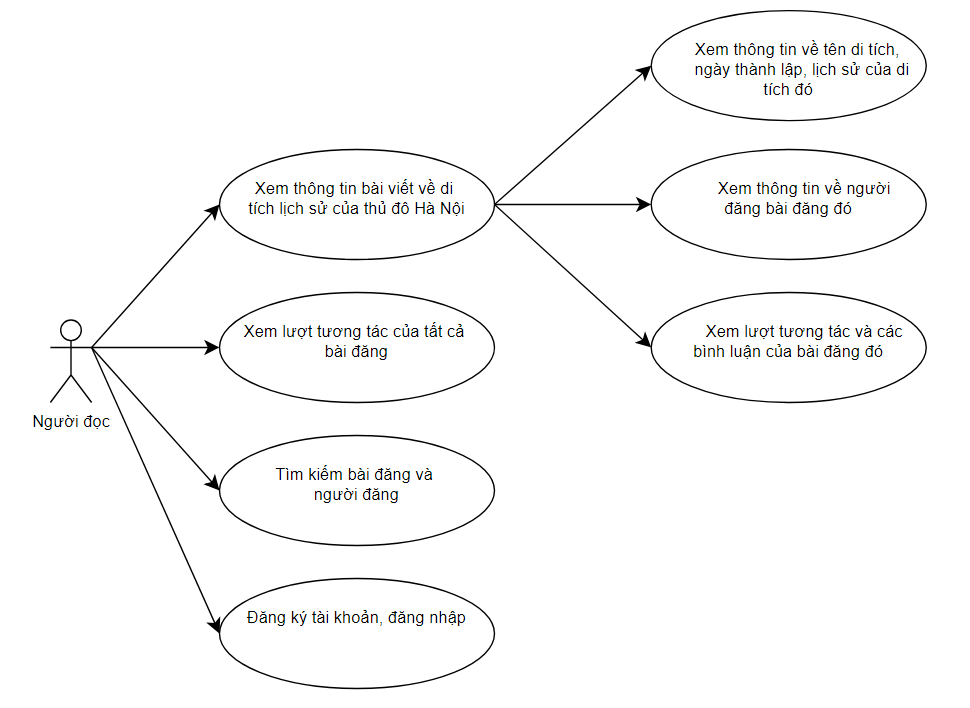 Xem thông tin về tên di tích,
ngày thành lập, lịch sử của di
tích đó
Xem thông tin bài viết về di
tích lịch sử của thủ đô Hà Nội
Xem thông tin về người
đăng bài đăng đó
Xem lượt tương tác của tất cả
bài đăng
Xem lượt tương tác và các
bình luận của bài đăng đó
Người đọc
Tìm kiếm bài đăng và
người đăng
Đăng ký tài khoản, đăng nhập